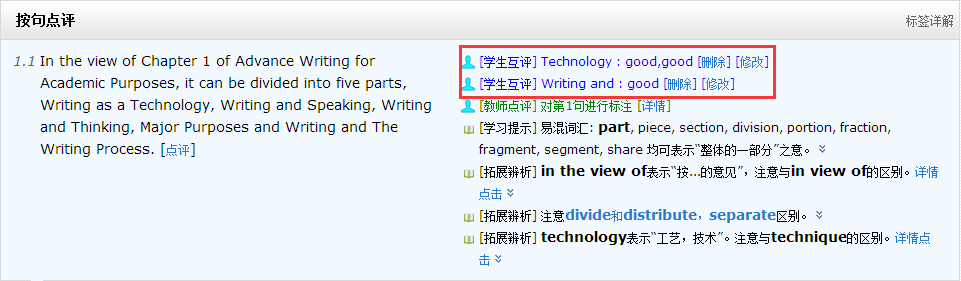 按句点评
标签详解
1.1 In the view of Chapter 1 of Advance Writing for
Academic Purposes, it can be divided into five parts,
Writing as a Technology, Writing and Speaking, Writing
and Thinking, Major Purposes and Writing and The
Writing Process. [点评]
[学生互评] Technology : good,good [删除] [修改]
[学生互评] Writing and : good [删除] [修改]
[教师点评] 对第1句进行标注 [详情]
[学习提示] 易混词汇: part, piece, section, division, portion, fraction,
fragment, segment, share 均可表示“整体的一部分”之意。
[拓展辨析] in the view of表示“按...的意见”，注意与in view of的区别。详情
点击
[拓展辨析] 注意divide和distribute，separate区别。
[拓展辨析] technology表示“工艺，技术”。注意与technique的区别。详情点
击